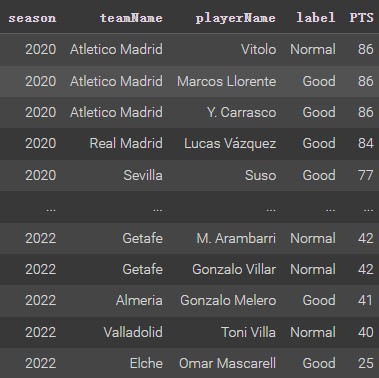 season teamName playerName label PTS
2020 Atletico Madrid Vitolo Normal 86
2020 Atletico Madrid Marcos Llorente Good 86
2020 Atletico Madrid Y. Carrasco Good 86
2020 Real Madrid Lucas Vázquez Good 84
2020 Sevilla Suso Good 77
... ... ... ... ...
2022 Getafe M. Arambarri Normal 42
2022 Getafe Gonzalo Villar Normal 42
2022 Almeria Gonzalo Melero Good 41
2022 Valladolid Toni Villa Normal 40
2022 Elche Omar Mascarell Good 25